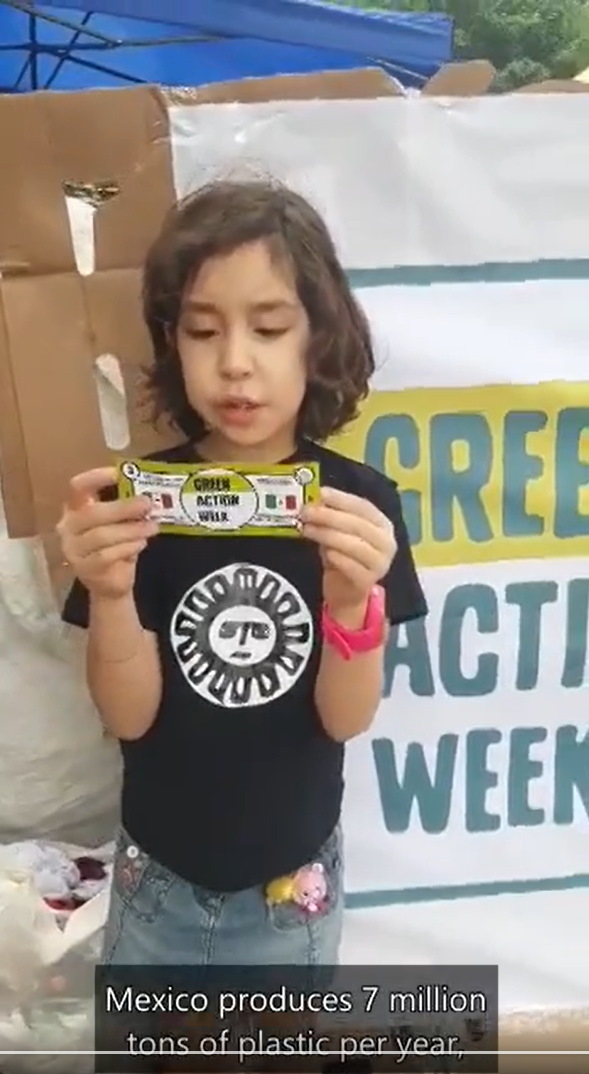 GREEN
ACTION
WEEK
GREE
ACTI
WEEK
Mexico produces 7 million
tons of plastic per year,